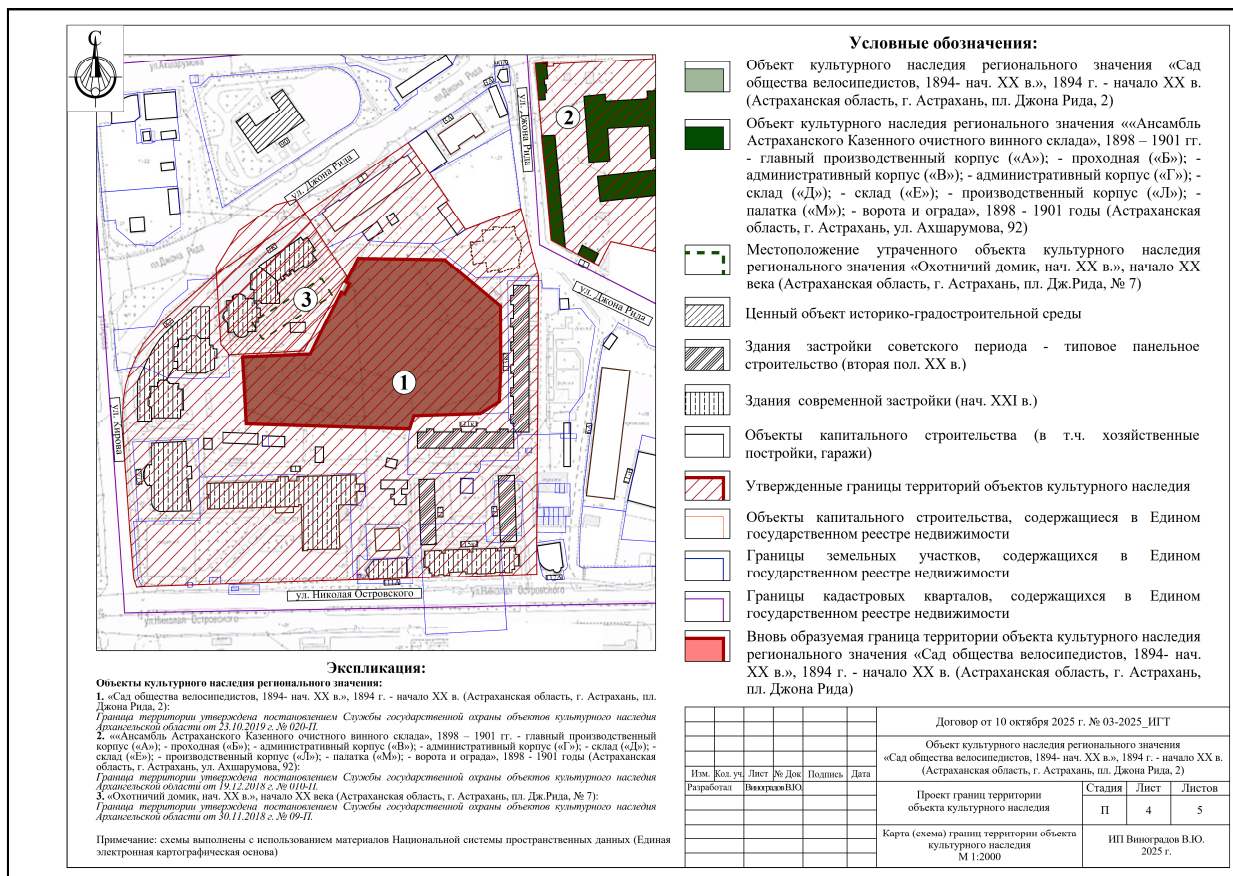 С
ул.Ахшарумова
пл. Джона Рида
ул. Джона Рида
ул. Джона Рида
пл.Джона Рида
ул. Джона Рида
ул. Кирова
ул. Николая Островского
ул.Николая Островского
ул.Николая Островского
1
2
3
Условные обозначения:
Объект культурного наследия регионального значения «Сад
общества велосипедистов, 1894- нач. XX в.», 1894 г. - начало XX в.
(Астраханская область, г. Астрахань, пл. Джона Рида, 2)
Объект культурного наследия регионального значения ««Ансамбль
Астраханского Казенного очистного винного склада», 1898 – 1901 гг.
- главный производственный корпус («А»); - проходная («Б»); -
административный корпус («В»); - административный корпус («Г»); -
склад («Д»); - склад («Е»); - производственный корпус («Л»); -
палатка («М»); - ворота и ограда», 1898 - 1901 годы (Астраханская
область, г. Астрахань, ул. Ахшарумова, 92)
Местоположение утраченного объекта культурного наследия
регионального значения «Охотничий домик, нач. XX в.», начало XX
века (Астраханская область, г. Астрахань, пл. Дж.Рида, № 7)
Ценный объект историко-градостроительной среды
Здания застройки советского периода - типовое панельное
строительство (вторая пол. XX в.)
Здания современной застройки (нач. XXI в.)
Объекты капитального строительства (в т.ч. хозяйственные
постройки, гаражи)
Утвержденные границы территорий объектов культурного наследия
Объекты капитального строительства, содержащиеся в Едином
государственном реестре недвижимости
Границы земельных участков, содержащихся в Едином
государственном реестре недвижимости
Границы кадастровых кварталов, содержащихся в Едином
государственном реестре недвижимости
Вновь образуемая граница территории объекта культурного наследия
регионального значения «Сад общества велосипедистов, 1894- нач.
XX в.», 1894 г. - начало XX в. (Астраханская область, г. Астрахань,
пл. Джона Рида)
Экспликация:
Объекты культурного наследия регионального значения:
1. «Сад общества велосипедистов, 1894- нач. XX в.», 1894 г. - начало XX в. (Астраханская область, г. Астрахань, пл.
Джона Рида, 2):
Граница территории утверждена постановлением Службы государственной охраны объектов культурного наследия
Архангельской области от 23.10.2019 г. № 020-П.
2. ««Ансамбль Астраханского Казенного очистного винного склада», 1898 – 1901 гг. - главный производственный
корпус («А»); - проходная («Б»); - административный корпус («В»); - административный корпус («Г»); - склад («Д»); -
склад («Е»); - производственный корпус («Л»); - палатка («М»); - ворота и ограда», 1898 - 1901 годы (Астраханская
область, г. Астрахань, ул. Ахшарумова, 92):
Граница территории утверждена постановлением Службы государственной охраны объектов культурного наследия
Архангельской области от 19.12.2018 г. № 010-П.
3. «Охотничий домик, нач. XX в.», начало XX века (Астраханская область, г. Астрахань, пл. Дж.Рида, № 7):
Граница территории утверждена постановлением Службы государственной охраны объектов культурного наследия
Архангельской области от 30.11.2018 г. № 09-П.
Примечание: схемы выполнены с использованием материалов Национальной системы пространственных данных (Единая
электронная картографическая основа)
Договор от 10 октября 2025 г. № 03-2025_ИГТ
Объект культурного наследия регионального значения
«Сад общества велосипедистов, 1894- нач. XX в.», 1894 г. - начало XX в.
(Астраханская область, г. Астрахань, пл. Джона Рида, 2)
Изм. Кол. уч. Лист № Док Подпись Дата
Разработал Виноградов В.Ю.
Проект границ территории
объекта культурного наследия
Стадия Лист Листов
П 4 5
Карта (схема) границ территории объекта
культурного наследия
М 1:2000
ИП Виноградов В.Ю.
2025 г.